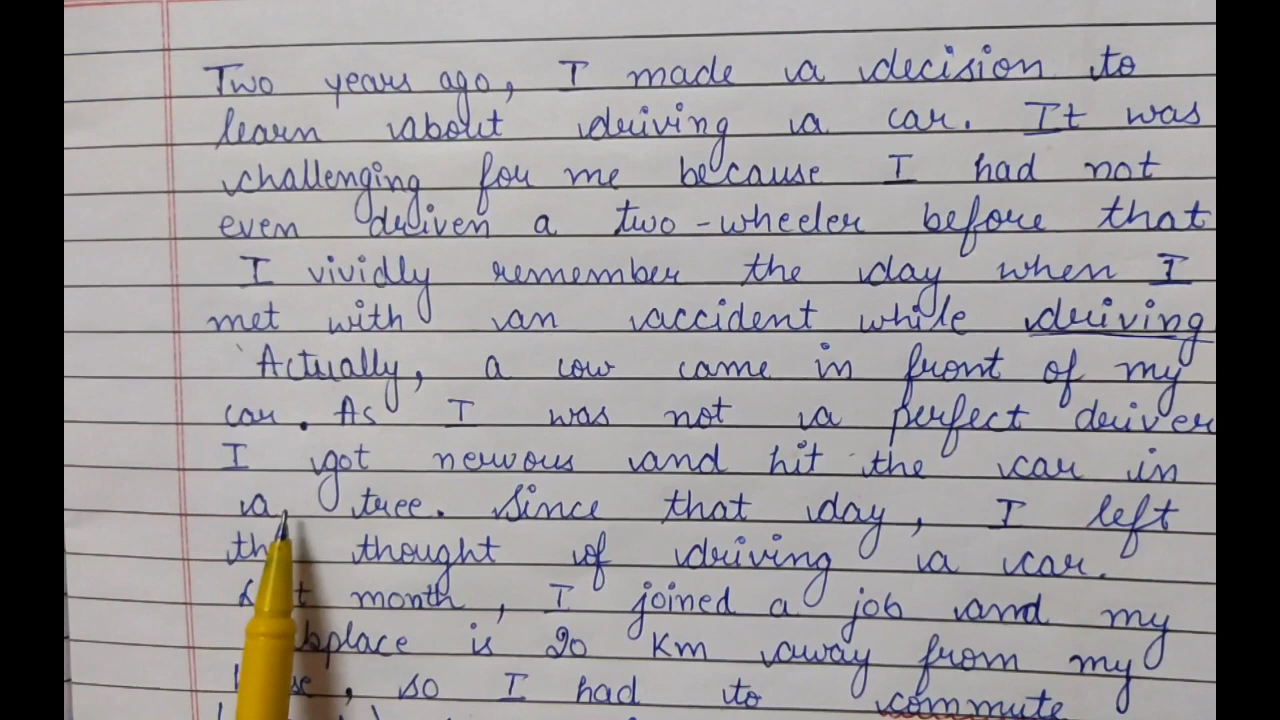 Two years ago, I made a decision to
learn about driving a car. It was
challenging for me because I had not
even driven a two-wheeler before that
I vividly remember the day when I
met with an accident while driving
Actually, a cow came in front of my
car. As I was not a perfect driver
I got nervous and hit the car in
a tree. Since that day, I left
thought of driving a car.
month, I joined a job and my
is 20 Km away from my
, so I had to commute